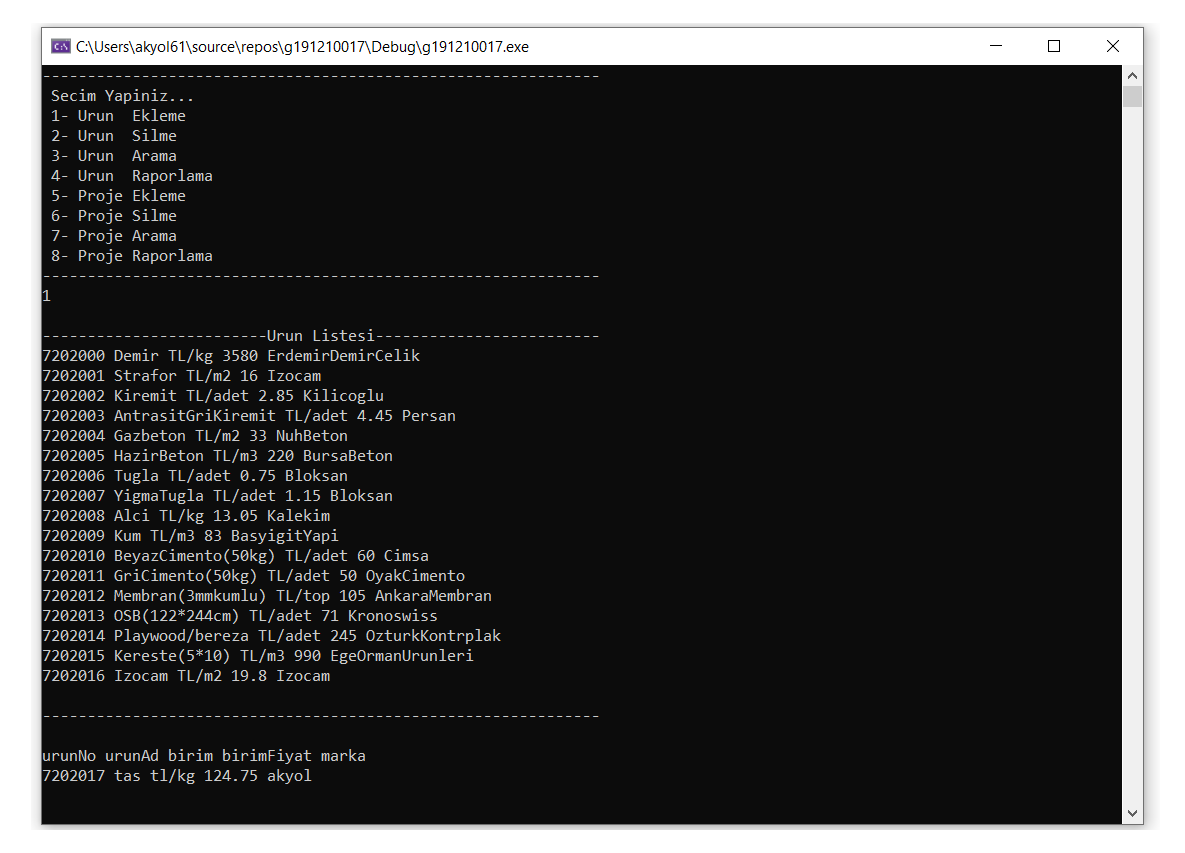 C:\Users\akyol61\source\repos\g191210017\Debug\g191210017.exe
--------------------------------------------------------------
 Secim Yapiniz...
 1- Urun  Ekleme
 2- Urun  Silme
 3- Urun  Arama
 4- Urun  Raporlama
 5- Proje Ekleme
 6- Proje Silme
 7- Proje Arama
 8- Proje Raporlama
--------------------------------------------------------------
1
-------------------------Urun Listesi-------------------------
7202000 Demir TL/kg 3580 ErdemirDemirCelik
7202001 Strafor TL/m2 16 Izocam
7202002 Kiremit TL/adet 2.85 Kilicoglu
7202003 AntrasitGriKiremit TL/adet 4.45 Persan
7202004 Gazbeton TL/m2 33 NuhBeton
7202005 HazirBeton TL/m3 220 BursaBeton
7202006 Tugla TL/adet 0.75 Bloksan
7202007 YigmaTugla TL/adet 1.15 Bloksan
7202008 Alci TL/kg 13.05 Kalekim
7202009 Kum TL/m3 83 BasyigitYapi
7202010 BeyazCimento(50kg) TL/adet 60 Cimsa
7202011 GriCimento(50kg) TL/adet 50 OyakCimento
7202012 Membran(3mmkumlu) TL/top 105 AnkaraMembran
7202013 OSB(122*244cm) TL/adet 71 Kronoswiss
7202014 Playwood/bereza TL/adet 245 OzturkKontrplak
7202015 Kereste(5*10) TL/m3 990 EgeOrmanUrunleri
7202016 Izocam TL/m2 19.8 Izocam
--------------------------------------------------------------
urunNo urunAd birim birimFiyat marka
7202017 tas tl/kg 124.75 akyol